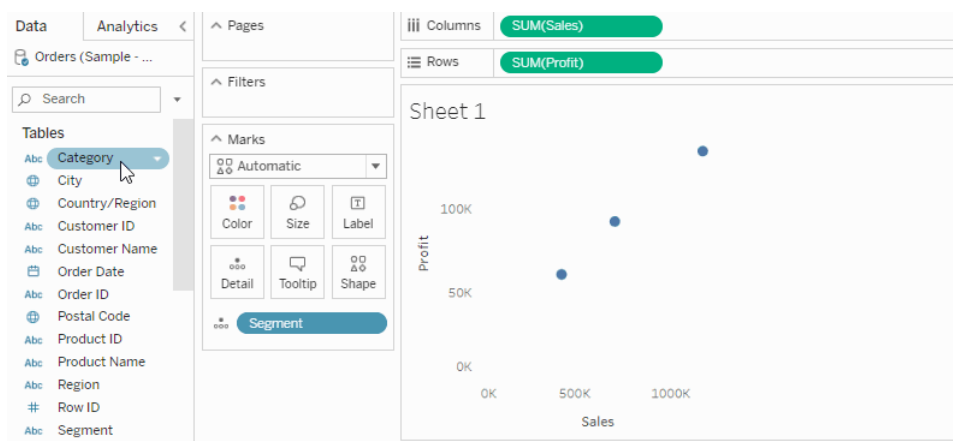 Data Analytics
Orders (Sample - ...
Search
Tables
Abc Category
City
Country/Region
Abc Customer ID
Abc Customer Name
Order Date
Abc Order ID
Postal Code
Abc Product ID
Abc Product Name
Abc Region
# Row ID
Abc Segment
Pages
Filters
Marks
Automatic
Color Size Label
Detail Tooltip Shape
Segment
Columns SUM(Sales)
Rows SUM(Profit)
Sheet 1
100K
Profit
50K
0K
0K 500K 1000K
Sales